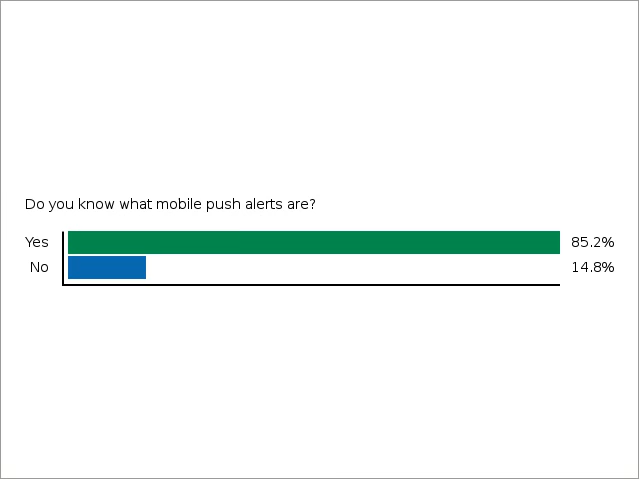 Do you know what mobile push alerts are?
Yes 85.2%
No 14.8%